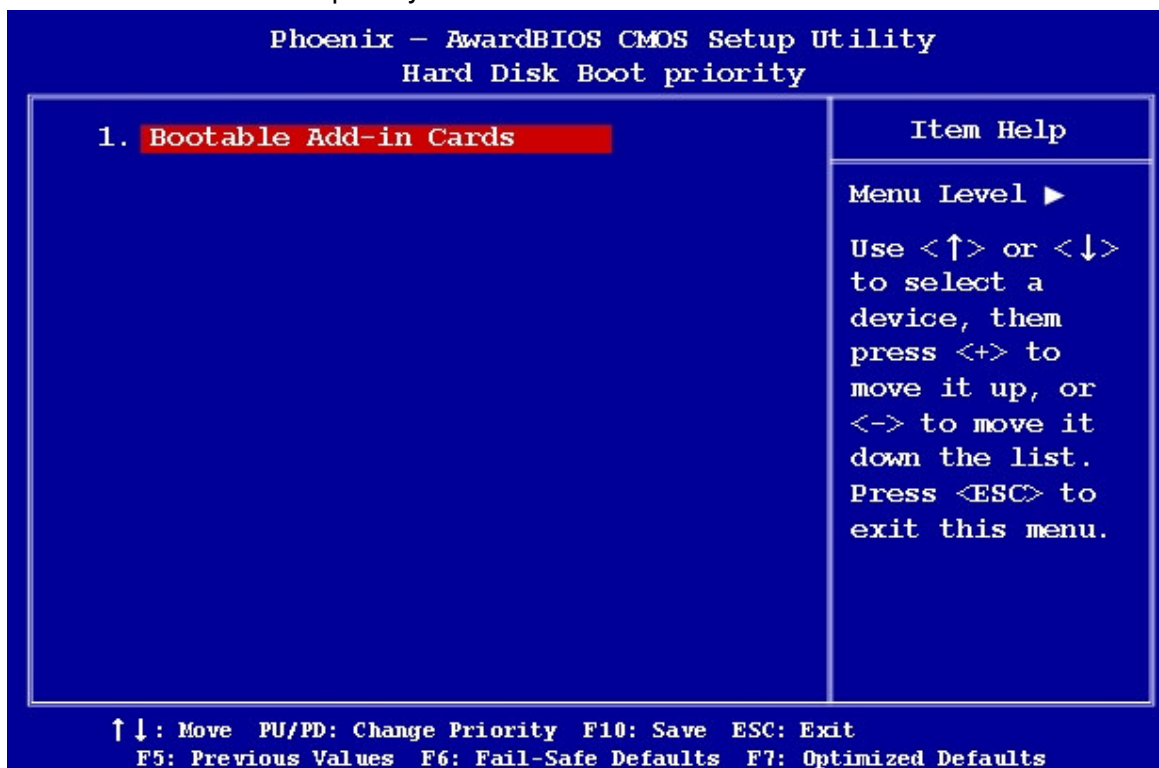 Phoenix — AwardBIOS CMOS Setup Utility
Hard Disk Boot priority
1. Bootable Add-in Cards
Item Help
Menu Level ▶
Use <↑> or <↓>
to select a
device, them
press <+> to
move it up, or
<-> to move it
down the list.
Press <ESC> to
exit this menu.
↑↓: Move PU/PD: Change Priority F10: Save ESC: Exit
F5: Previous Values F6: Fail-Safe Defaults F7: Optimized Defaults